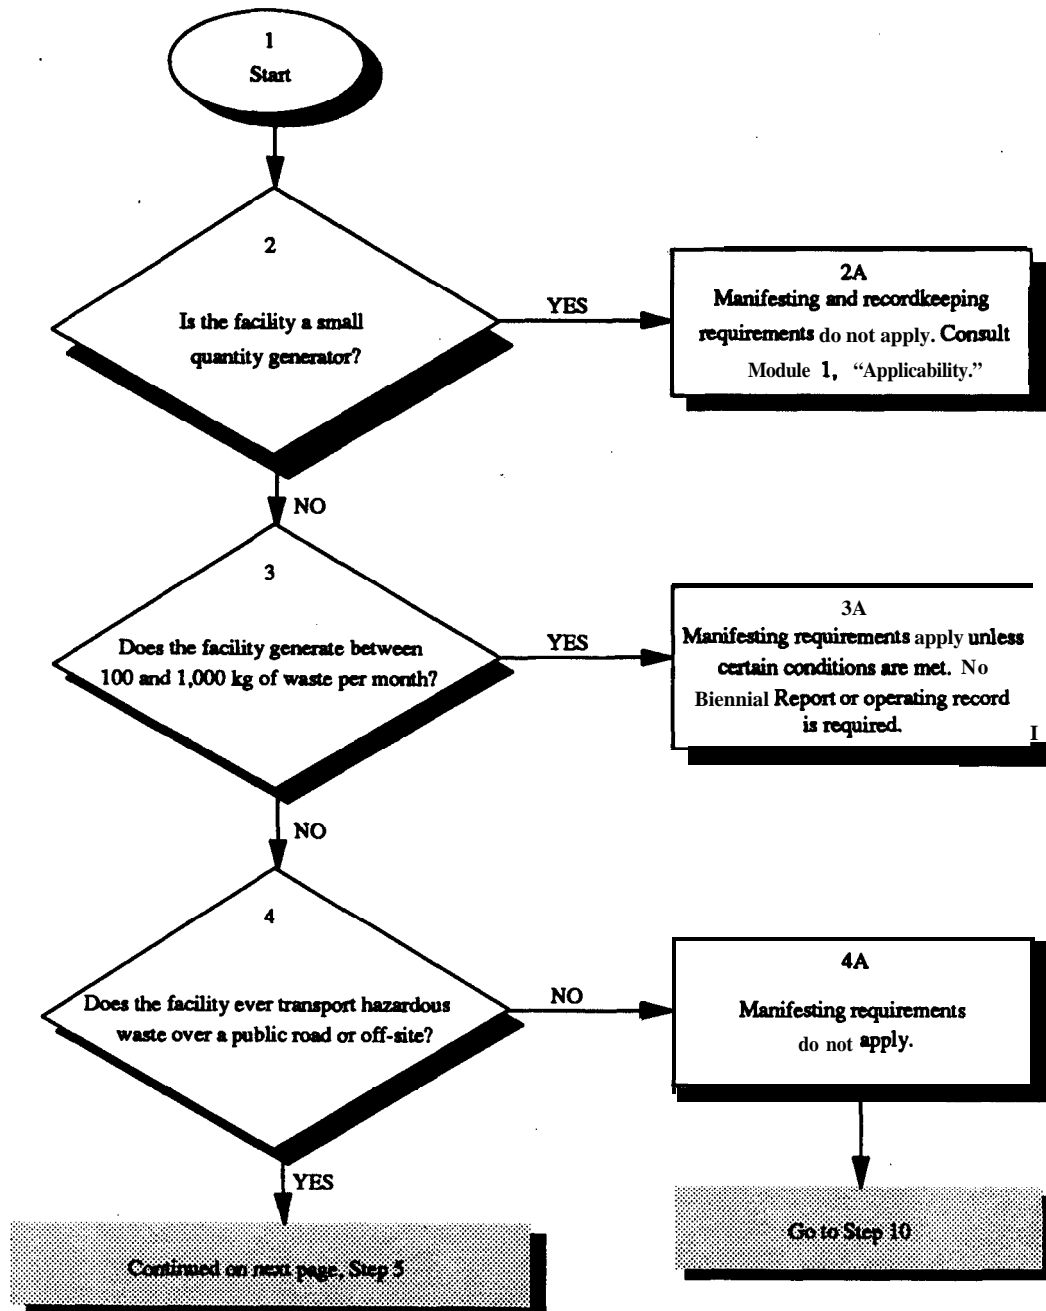 1
Start
2
Is the facility a small
quantity generator?
YES
2A
Manifesting and recordkeeping
requirements do not apply. Consult
Module 1, “Applicability.”
NO
3
Does the facility generate between
100 and 1,000 kg of waste per month?
YES
3A
Manifesting requirements apply unless
certain conditions are met. No
Biennial Report or operating record
is required.
NO
4
Does the facility ever transport hazardous
waste over a public road or off-site?
NO
4A
Manifesting requirements
do not apply.
YES
Continued on next page, Step 5
Go to Step 10